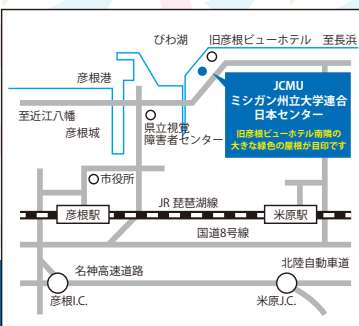 びわ湖
旧彦根ビューホテル
至長浜
彦根港
JCMU
ミシガン州立大学連合
日本センター
旧彦根ビューホテル南隣の
大きな緑色の屋根が目印です
至近江八幡
彦根城
県立視覚
障害者センター
市役所
JR 琵琶湖線
彦根駅
米原駅
国道8号線
名神高速道路
北陸自動車道
彦根I.C.
米原J.C.